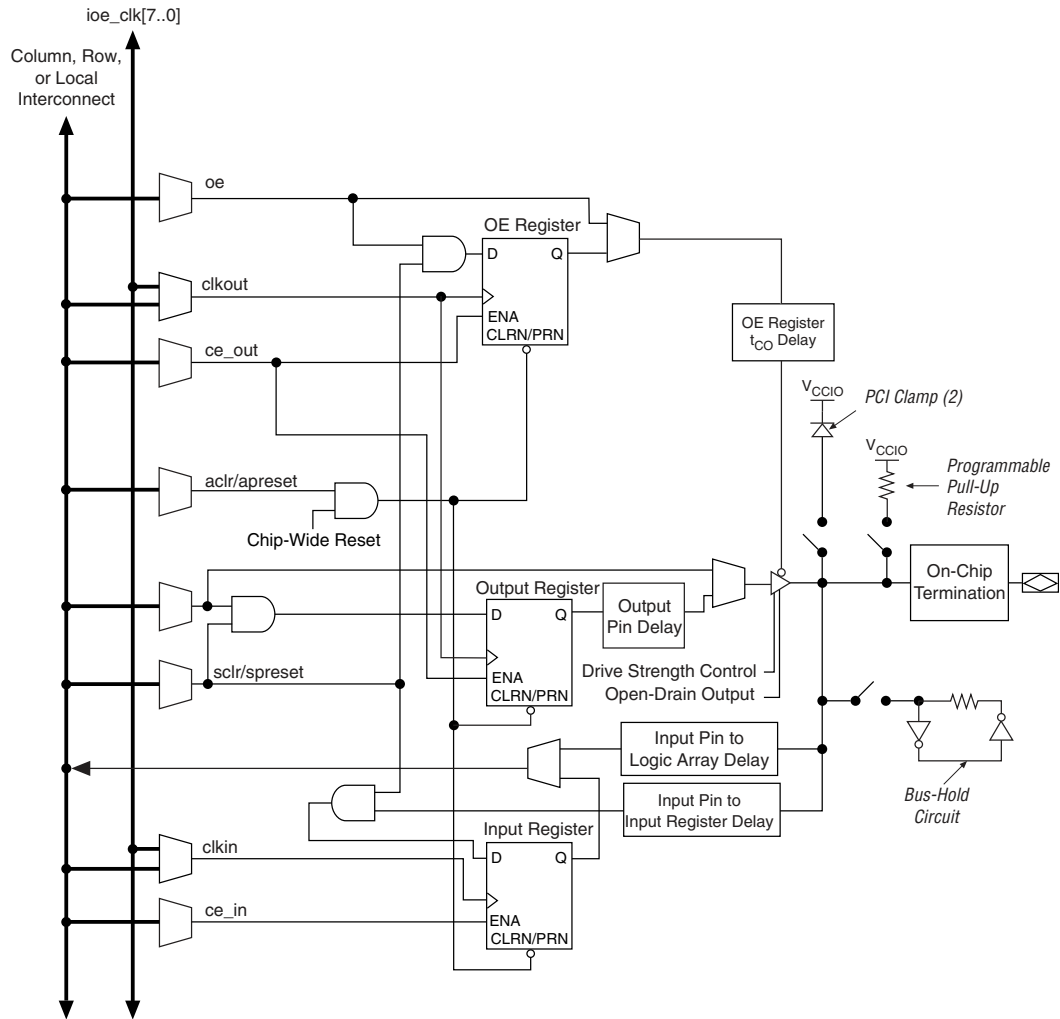 ioe_clk[7..0]
Column, Row,
or Local
Interconnect
oe
OE Register
D
Q
clkout
ENA
CLRN/PRN
OE Register
tCO Delay
ce_out
VCCIO
PCI Clamp (2)
VCCIO
Programmable
Pull-Up
Resistor
aclr/apreset
Chip-Wide Reset
On-Chip
Termination
Output Register
D
Q
Output
Pin Delay
ENA
CLRN/PRN
sclr/spreset
Drive Strength Control
Open-Drain Output
Input Pin to
Logic Array Delay
Input Pin to
Input Register Delay
Bus-Hold
Circuit
Input Register
D
Q
clkin
ENA
CLRN/PRN
ce_in